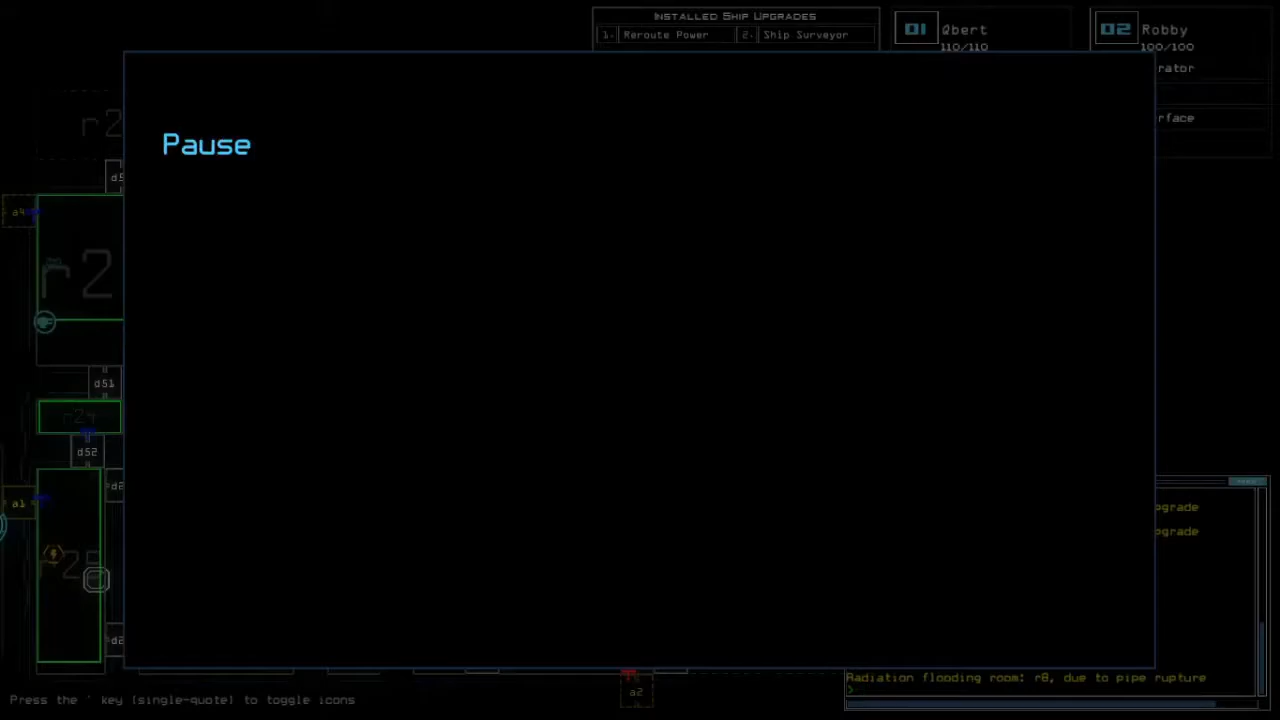 Installed Ship Upgrades
1. Reroute Power 2. Ship Surveyor
01 Qbert
110/110
02 Robby
100/100
rator
rface
Pause
r2
d5
a4
r2
d51
r24
d52
d2
a1
r25
d2
a2
pgrade
pgrade
Radiation flooding room: r8, due to pipe rupture
>
Press the ' key (single-quote) to toggle icons